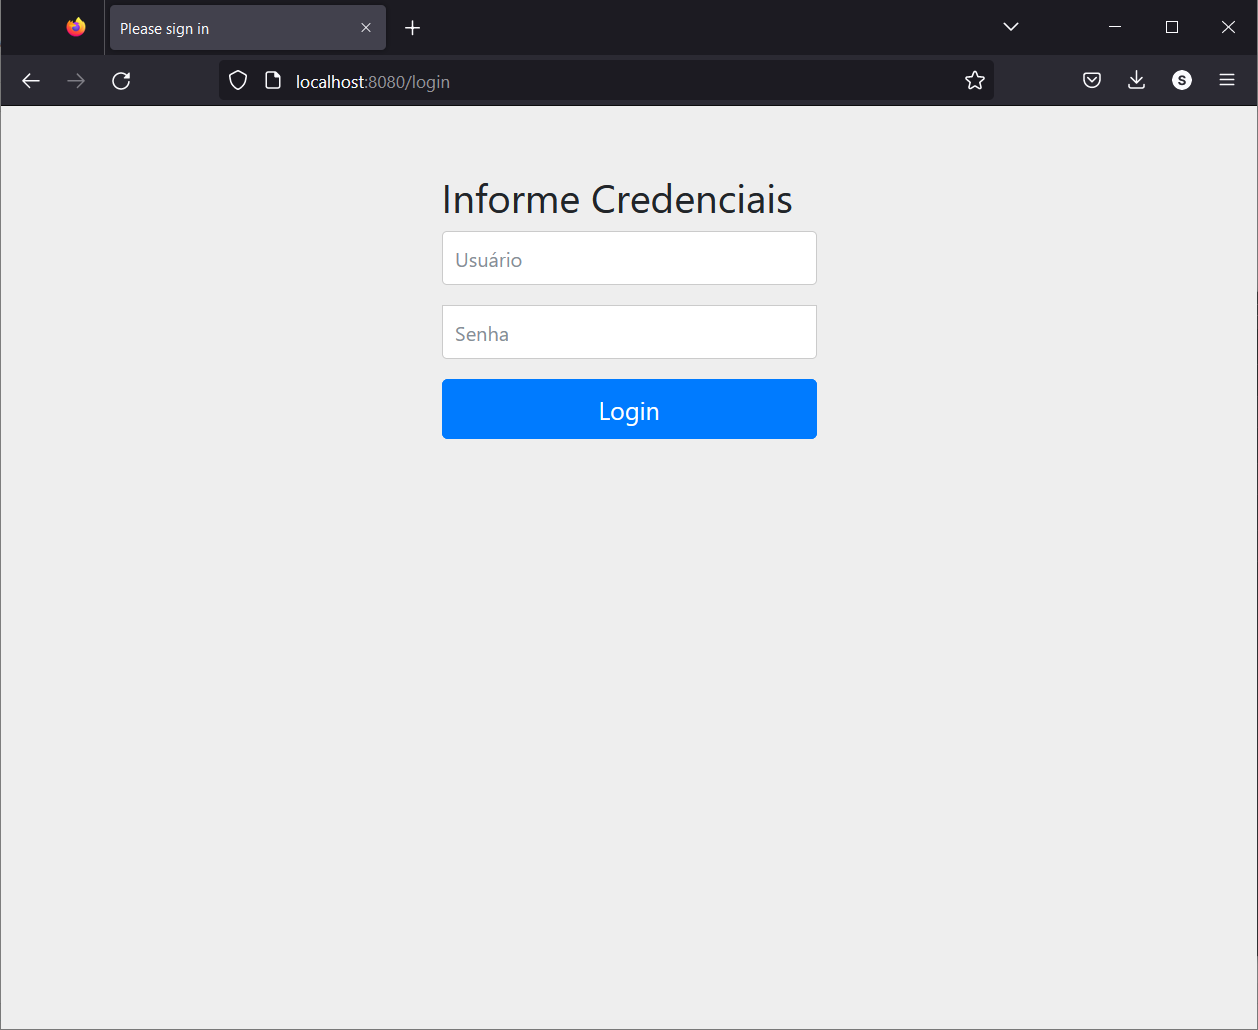 Please sign in
localhost:8080/login
S
Informe Credenciais
Usuário
Senha
Login